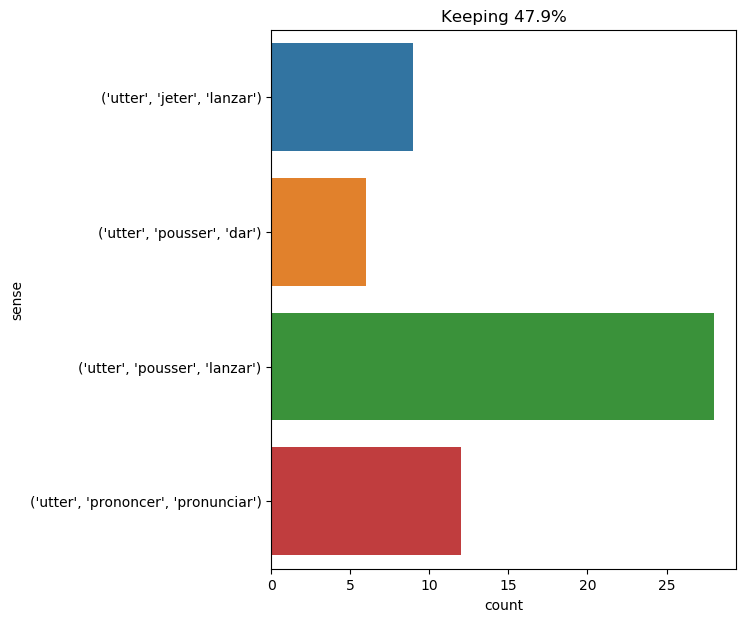 Keeping 47.9%
('utter', 'jeter', 'lanzar')
('utter', 'pousser', 'dar')
sense
('utter', 'pousser', 'lanzar')
('utter', 'prononcer', 'pronunciar')
0 5 10 15 20 25
count